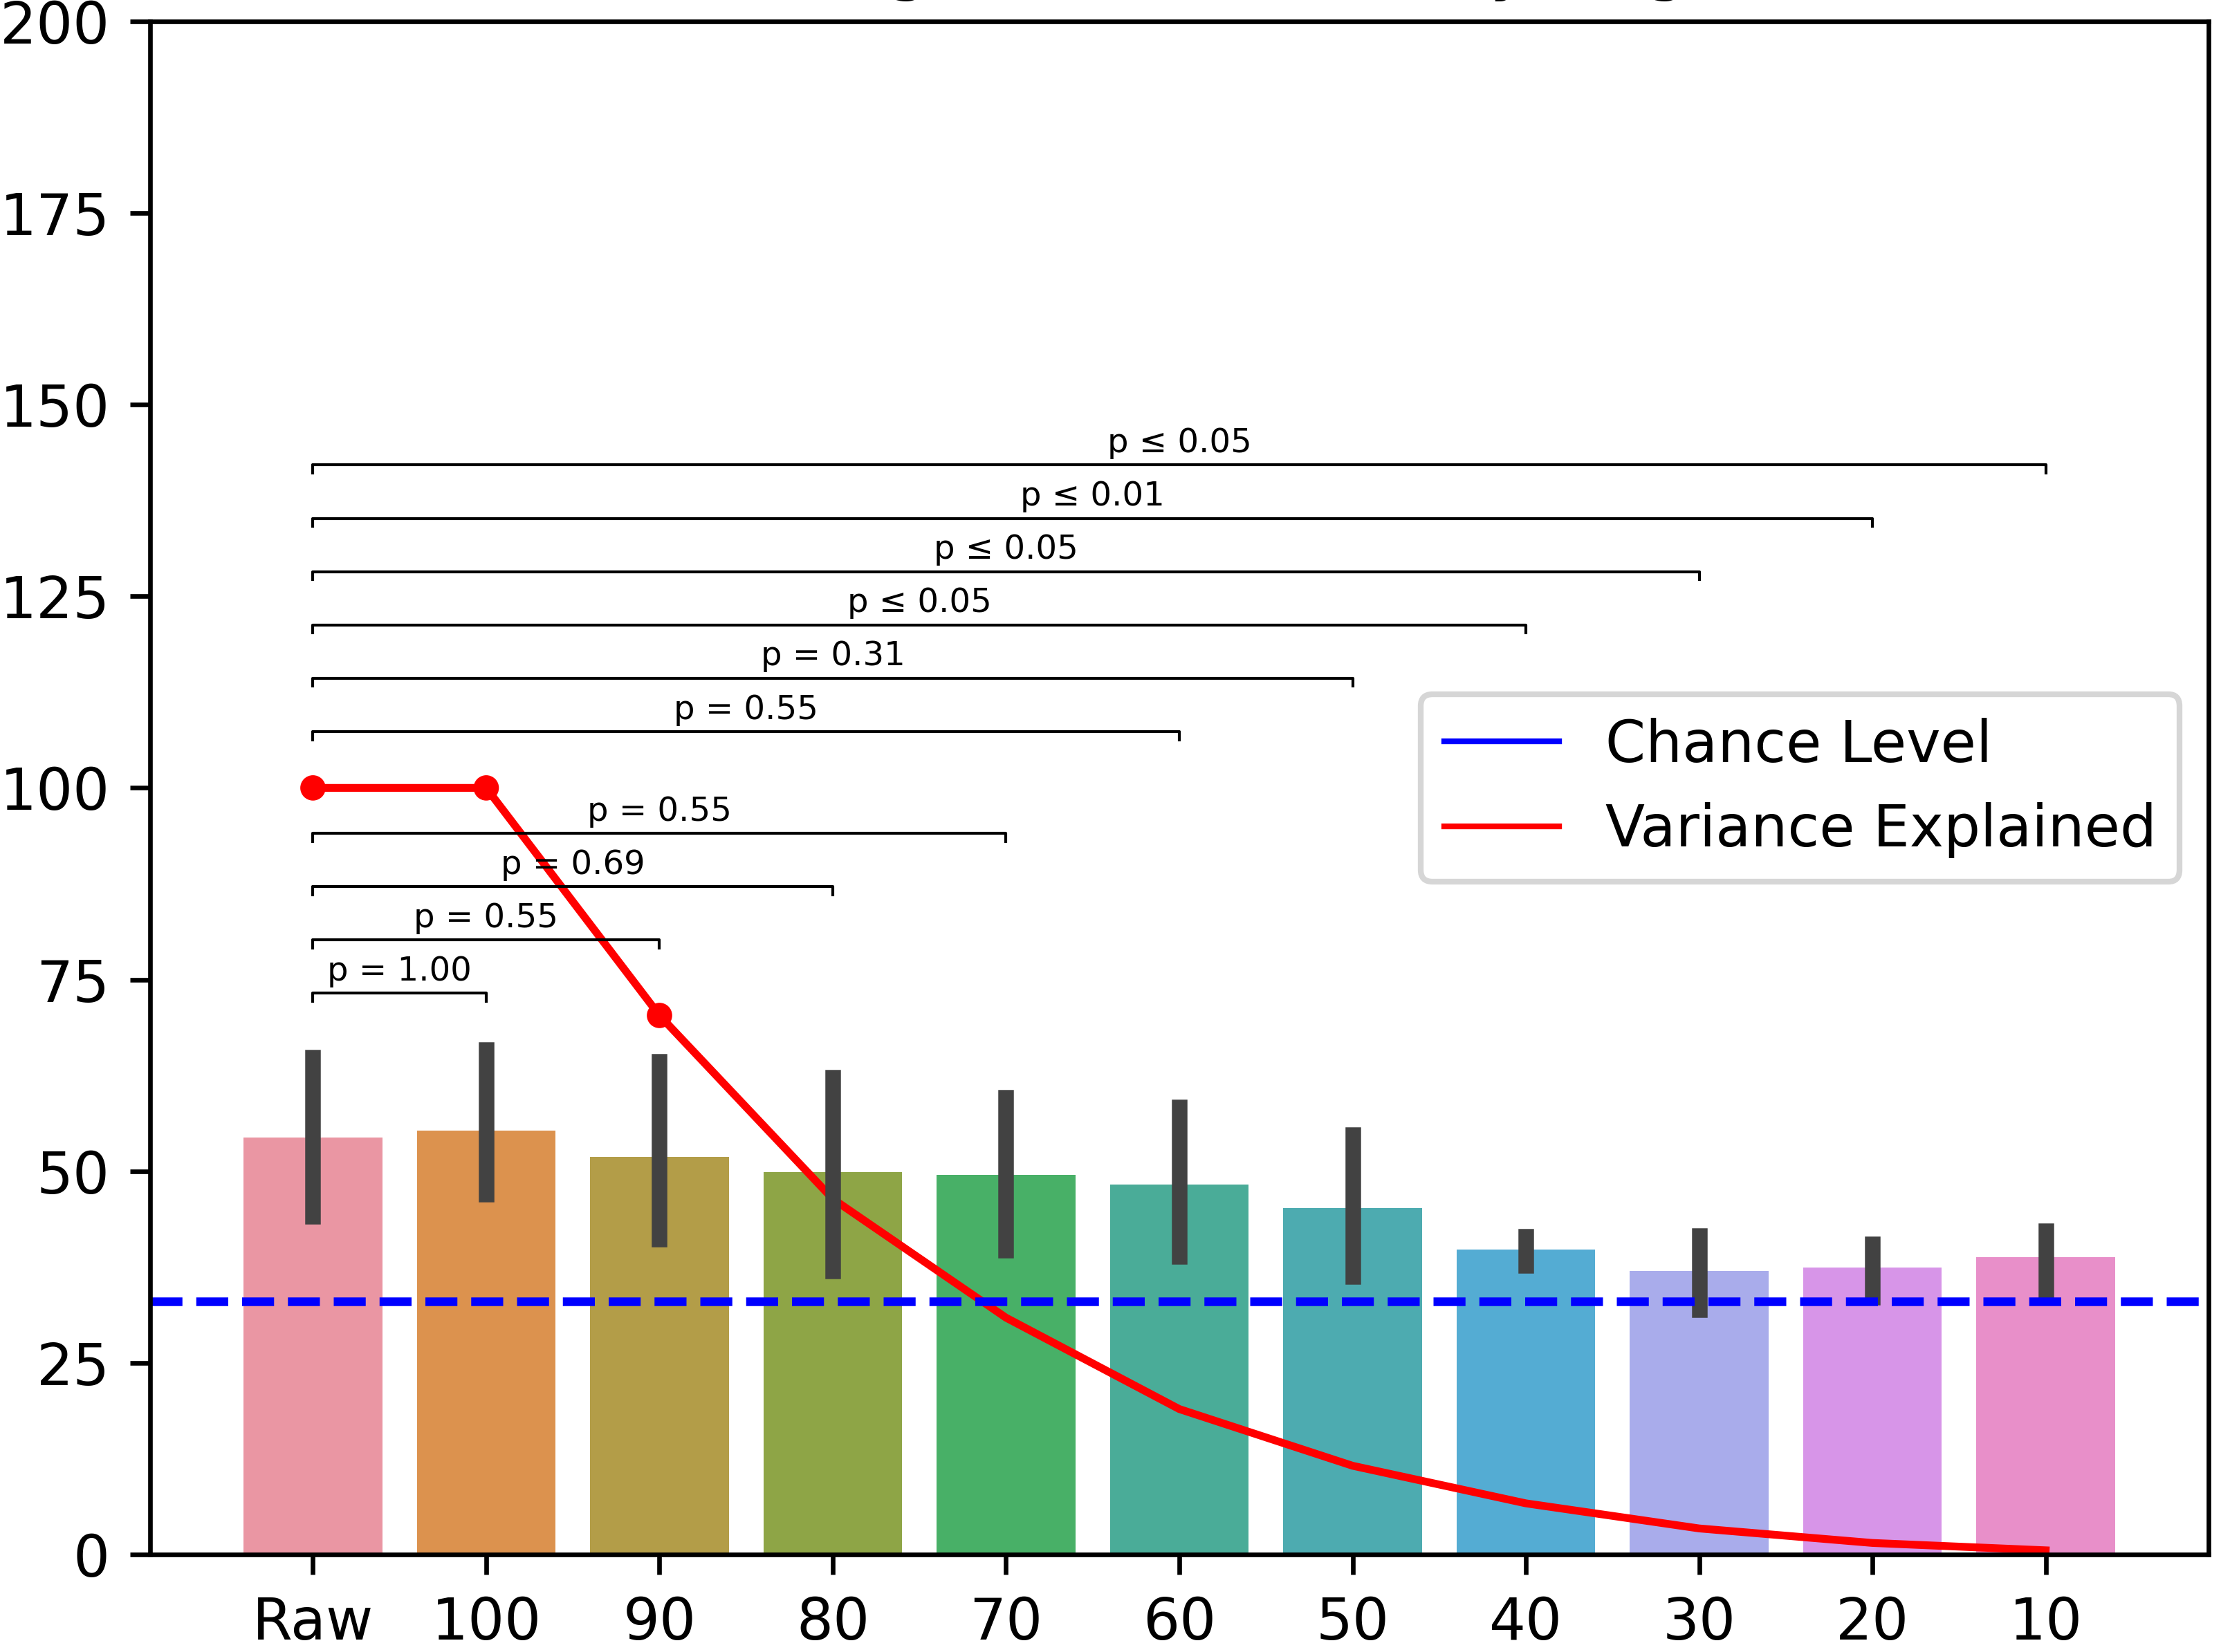 200
175
150
125
100
75
50
25
0
p ≤ 0.05
p ≤ 0.01
p ≤ 0.05
p ≤ 0.05
p = 0.31
p = 0.55
p = 0.55
p = 0.69
p = 0.55
p = 1.00
Chance Level
Variance Explained
Raw 100 90 80 70 60 50 40 30 20 10